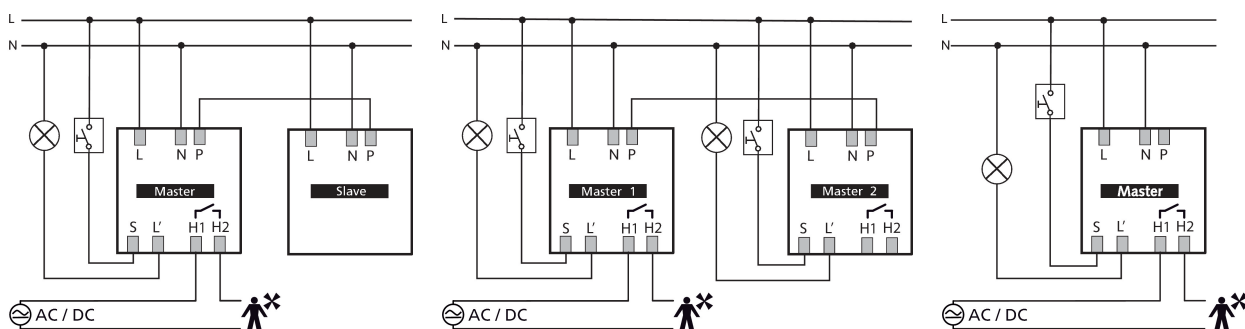 L
N
L N P
Master
S L' H1 H2
AC / DC
L N P
Slave
L
N
L N P
Master 1
S L' H1 H2
AC / DC
L N P
Master 2
S L' H1 H2
L
N
L N P
Master
S L' H1 H2
AC / DC